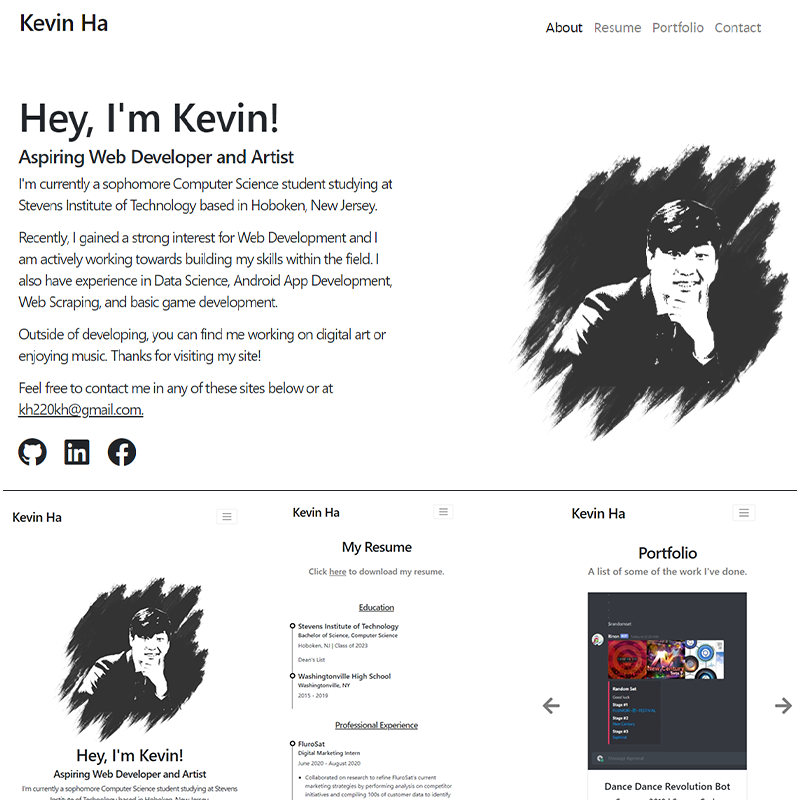 Kevin Ha
About Resume Portfolio Contact
Hey, I'm Kevin!
Aspiring Web Developer and Artist
I'm currently a sophomore Computer Science student studying at
Stevens Institute of Technology based in Hoboken, New Jersey.
Recently, I gained a strong interest for Web Development and I
am actively working towards building my skills within the field. I
also have experience in Data Science, Android App Development,
Web Scraping, and basic game development.
Outside of developing, you can find me working on digital art or
enjoying music. Thanks for visiting my site!
Feel free to contact me in any of these sites below or at
kh220kh@gmail.com.
Kevin Ha
Hey, I'm Kevin!
Aspiring Web Developer and Artist
I'm currently a sophomore Computer Science student studying at Stevens
Institute of Technology based in Hoboken, New Jersey.
Kevin Ha
My Resume
Click here to download my resume.
Education
Stevens Institute of Technology
Bachelor of Science, Computer Science
Hoboken, NJ | Class of 2023
Dean's List
Washingtonville High School
Washingtonville, NY
2015 - 2019
Professional Experience
FluroSat
Digital Marketing Intern
June 2020 - August 2020
Collaborated on research to refine FluroSat's current
marketing strategies by performing analysis on competitor
initiatives and compiling 100s of customer data to identify
Kevin Ha
Portfolio
A list of some of the work I've done.
$randomset
Random Set
Good luck
Stage #1
Stage #2
New Century
Stage #3
Dance Dance Revolution Bot